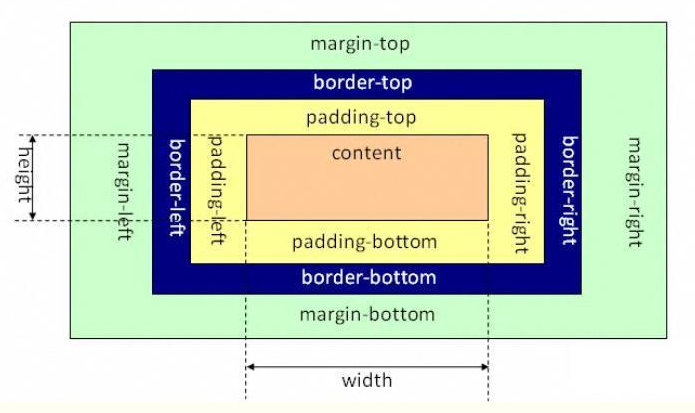 margin-top
border-top
padding-top
content
height
margin-left
border-left
padding-left
padding-right
border-right
margin-right
padding-bottom
border-bottom
margin-bottom
width